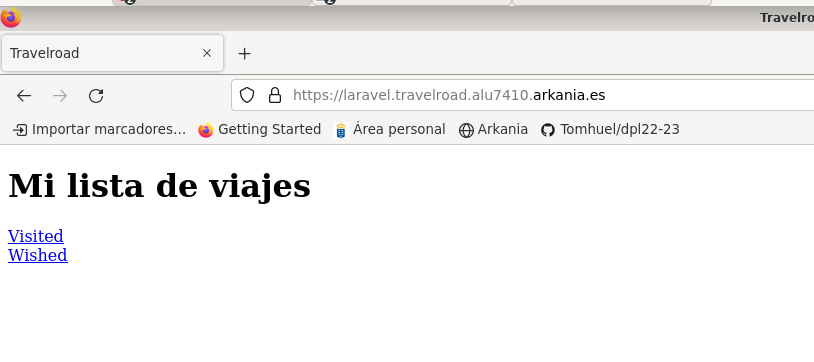 Travelro
Travelroad
https://laravel.travelroad.alu7410.arkania.es
Importar marcadores... Getting Started Área personal Arkania Tomhuel/dpl22-23
Mi lista de viajes
Visited
Wished